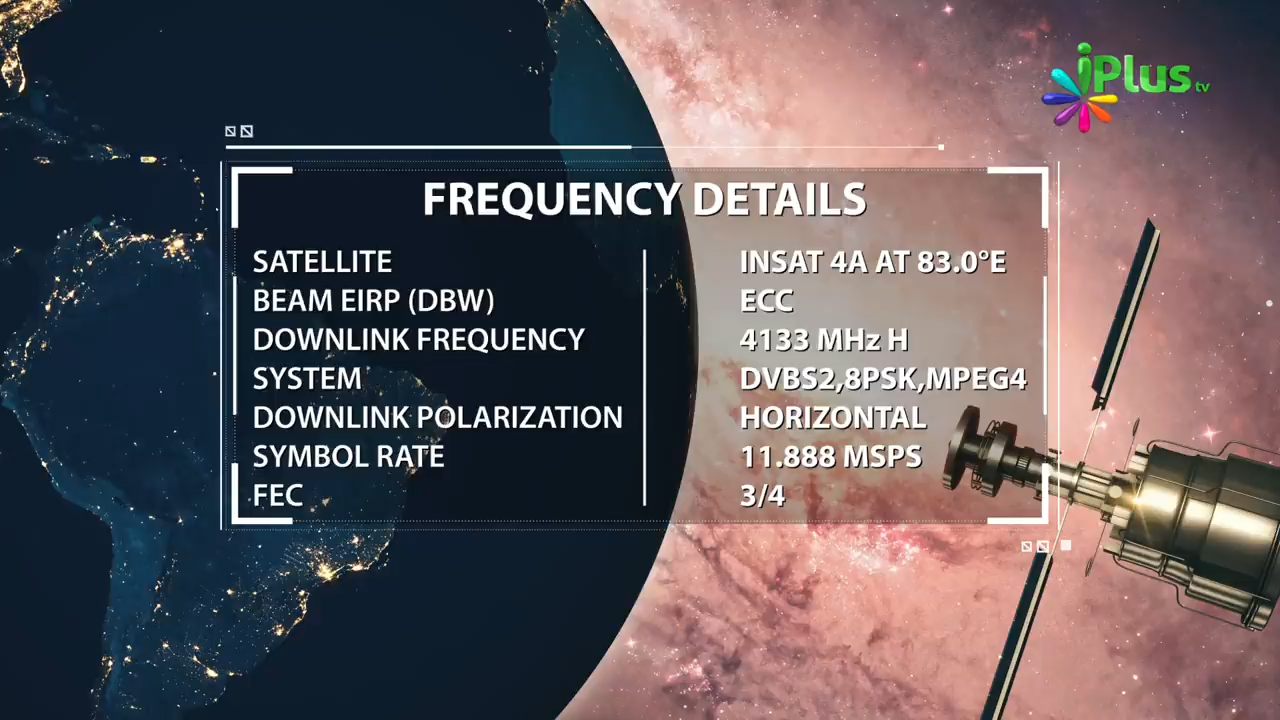 iPlus tv
FREQUENCY DETAILS
SATELLITE INSAT 4A AT 83.0°E
BEAM EIRP (DBW) ECC
DOWNLINK FREQUENCY 4133 MHz H
SYSTEM DVBS2,8PSK,MPEG4
DOWNLINK POLARIZATION HORIZONTAL
SYMBOL RATE 11.888 MSPS
FEC 3/4